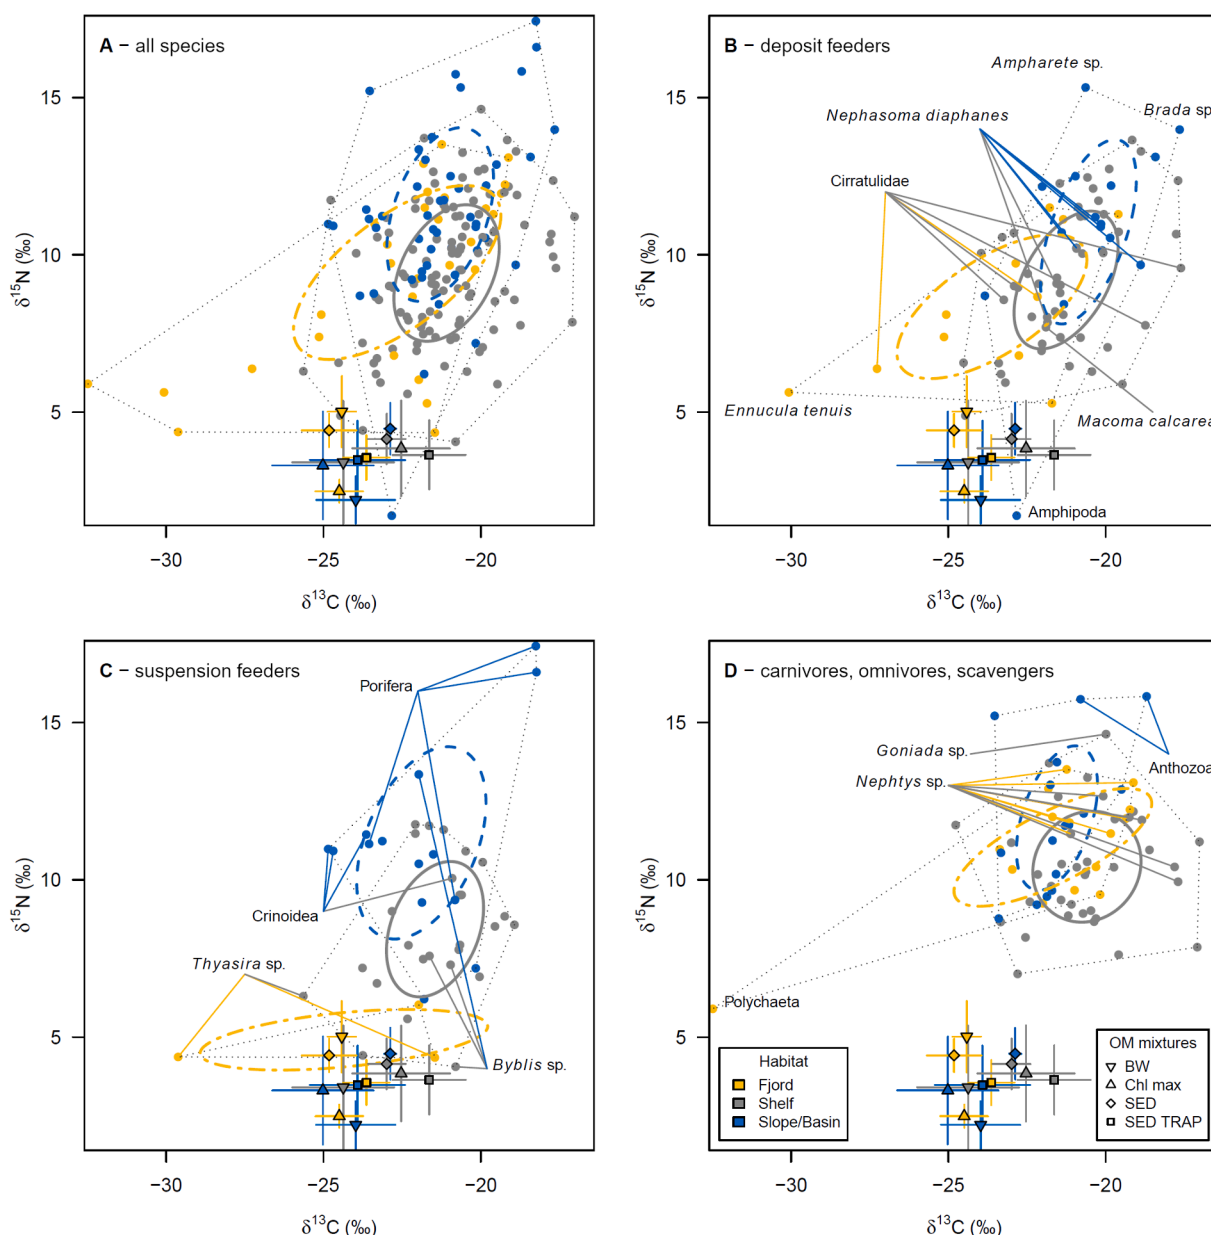 A − all species
δ15N (‰)
15
10
5
−30
−25
−20
δ13C (‰)
B − deposit feeders
Ampharete sp.
Nephasoma diaphanes
Brada sp
Cirratulidae
Ennucula tenuis
Macoma calcarea
Amphipoda
δ15N (‰)
15
10
5
−30
−25
−20
δ13C (‰)
C − suspension feeders
Porifera
Crinoidea
Thyasira sp.
Byblis sp.
δ15N (‰)
15
10
5
−30
−25
−20
δ13C (‰)
D − carnivores, omnivores, scavengers
Goniada sp.
Anthozoa
Nephtys sp.
Polychaeta
Habitat
Fjord
Shelf
Slope/Basin
OM mixtures
BW
Chl max
SED
SED TRAP
δ15N (‰)
15
10
5
−30
−25
−20
δ13C (‰)